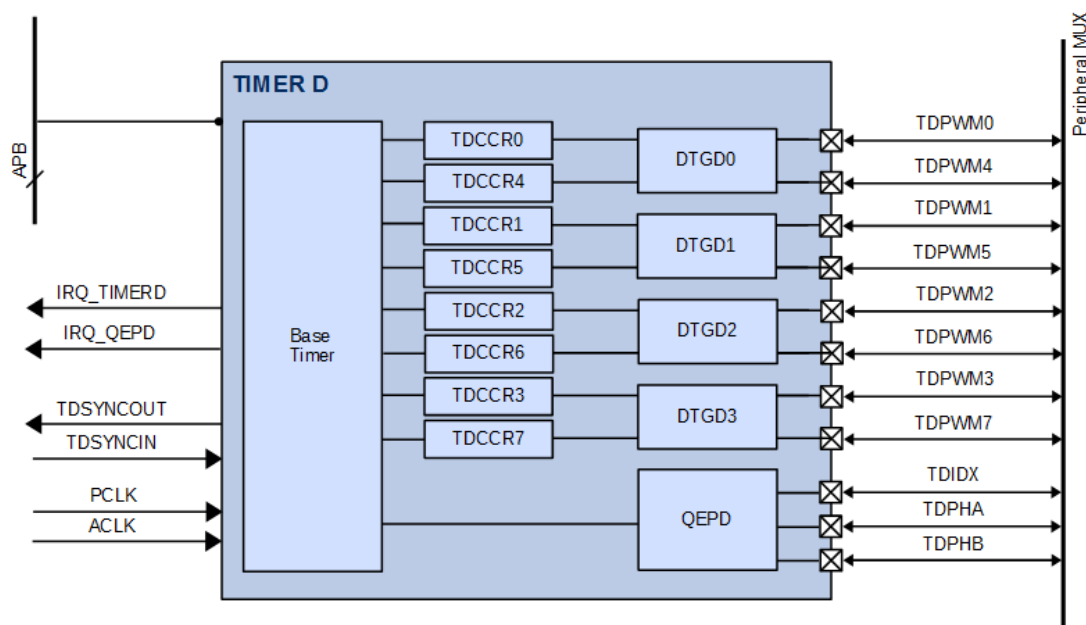 TIMER D
APB
Peripheral MUX
Base
Timer
TDCCR0
TDCCR4
TDCCR1
TDCCR5
TDCCR2
TDCCR6
TDCCR3
TDCCR7
DTGD0
DTGD1
DTGD2
DTGD3
QEPD
TDPWM0
TDPWM4
TDPWM1
TDPWM5
TDPWM2
TDPWM6
TDPWM3
TDPWM7
TDIDX
TDPHA
TDPHB
IRQ_TIMERD
IRQ_QEPD
TDSYNCOUT
TDSYNCIN
PCLK
ACLK